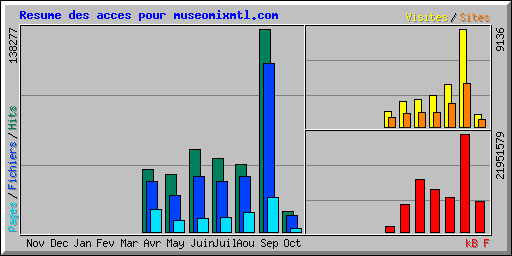 Resume des acces pour museomixmtl.com
Visites / Sites
138277
9136
Pages / Fichiers / Hits
21951579
Nov Dec Jan Fev Mar Avr May Juin Juil Aou Sep Oct
kB F